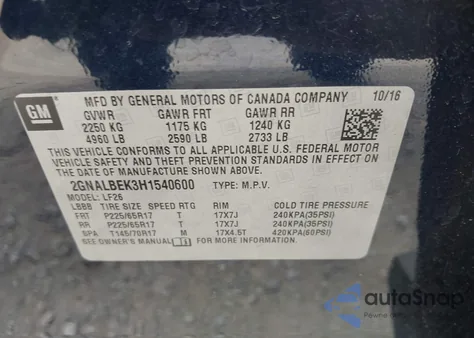 GM
MFD BY GENERAL MOTORS OF CANADA COMPANY 10/16
GVWR GAWR FRT GAWR RR
2250 KG 1175 KG 1240 KG
4960 LB 2590 LB 2733 LB
THIS VEHICLE CONFORMS TO ALL APPLICABLE U.S. FEDERAL
VEHICLE SAFETY AND THEFT PREVENTION STANDARDS IN EFFECT ON
THE DATE OF MANUFACTURE SHOWN ABOVE.
2GNALBEK3H1540600 TYPE: M.P.V.
MODEL: LF26
LBBB TIRE SIZE SPEED RTG RIM COLD TIRE PRESSURE
FRT P225/65R17 T 17X7J 240KPA(35PSI)
RR P225/65R17 T 17X7J 240KPA(35PSI)
SPA T145/70R17 M 17X4.5T 420KPA(60PSI)
SEE OWNER'S MANUAL FOR MORE INFORMATION.
autoSnap